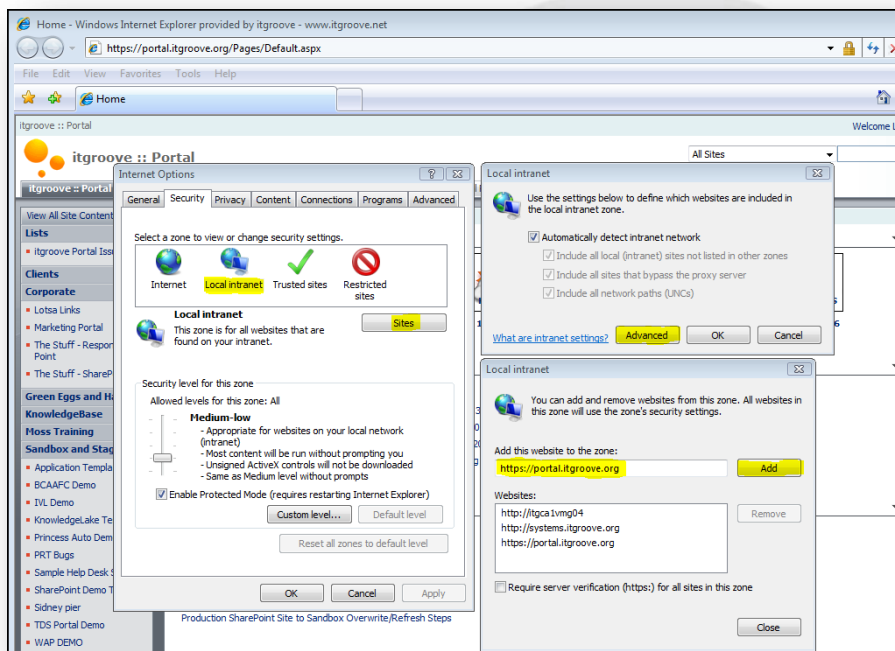 Home - Windows Internet Explorer provided by itgroove - www.itgroove.net
https://portal.itgroove.org/Pages/Default.aspx
File Edit View Favorites Tools Help
Home
itgroove :: Portal
Welcome
itgroove :: Portal
All Sites
itgroove :: Portal
View All Site Content
Lists
itgroove Portal
Clients
Corporate
Lotsa Links
Marketing Portal
The Stuff -
Point
The Stuff -
Green Eggs and
KnowledgeBase
Moss Training
Sandbox and
Application
BCAAFC Demo
IVL Demo
KnowledgeLake
Princess Auto
PRT Bugs
Sample Help Desk
SharePoint Demo
Sidney pier
TDS Portal Demo
WAP DEMO
Internet Options
General Security Privacy Content Connections Programs Advanced
Select a zone to view or change security settings.
Internet Local intranet Trusted sites Restricted
sites
Local intranet
This zone is for all websites that are
found on your intranet.
Sites
Security level for this zone
Allowed levels for this zone: All
Medium-low
- Appropriate for websites on your local network
(intranet)
- Most content will be run without prompting you
- Unsigned ActiveX controls will not be downloaded
- Same as Medium level without prompts
Enable Protected Mode (requires restarting Internet Explorer)
Custom level... Default level
Reset all zones to default level
OK Cancel Apply
Production SharePoint Site to Sandbox Overwrite/Refresh Steps
Local intranet
Use the settings below to define which websites are included in
the local intranet zone.
Automatically detect intranet network
Include all local (intranet) sites not listed in other zones
Include all sites that bypass the proxy server
Include all network paths (UNCs)
What are intranet settings? Advanced OK Cancel
Local intranet
You can add and remove websites from this zone. All websites in
this zone will use the zone's security settings.
Add this website to the zone:
https://portal.itgroove.org Add
Websites:
http://itgca1vmg04 Remove
http://systems.itgroove.org
https://portal.itgroove.org
Require server verification (https:) for all sites in this zone
Close